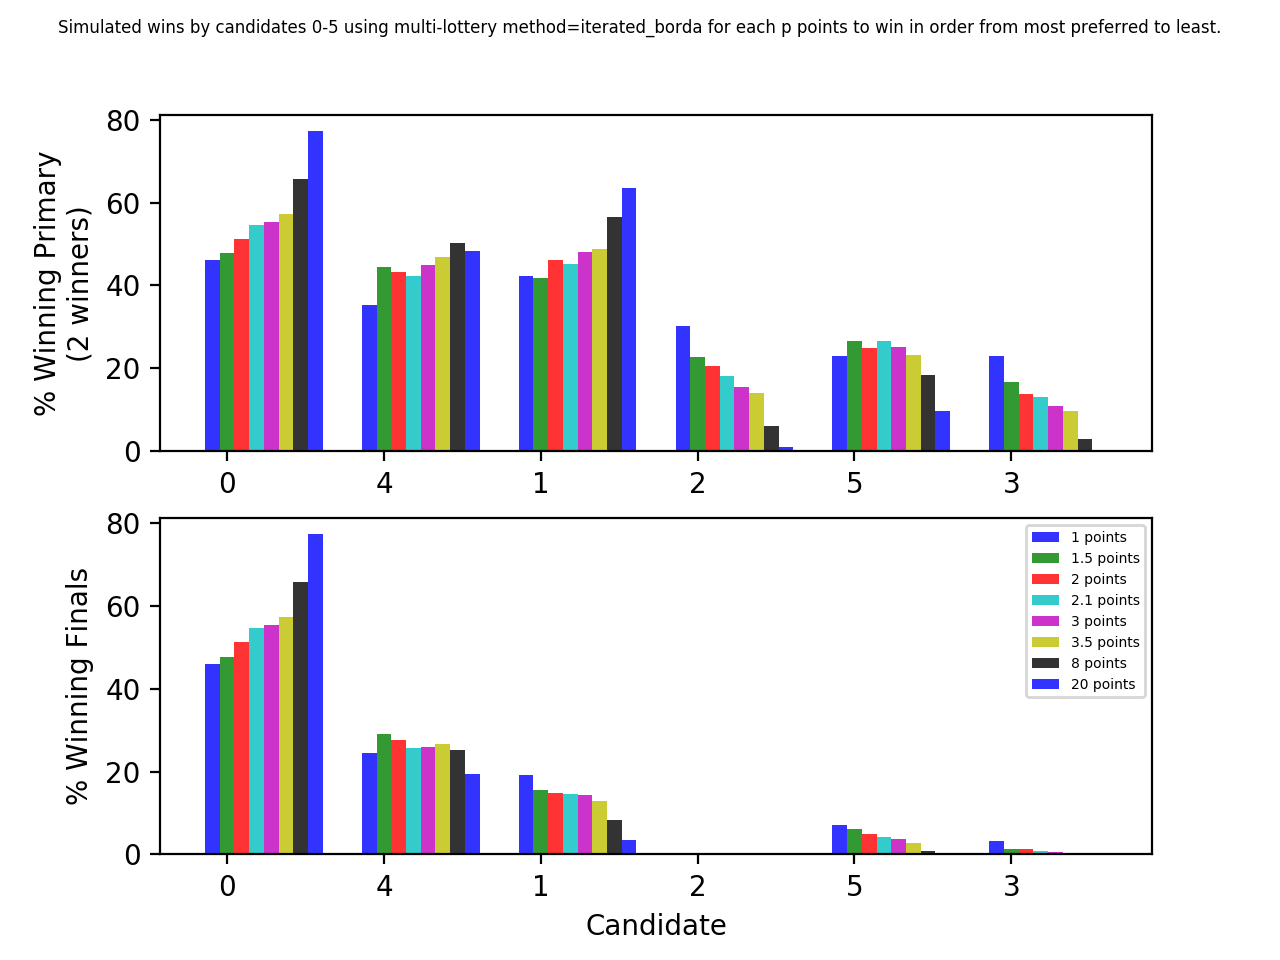 Simulated wins by candidates 0-5 using multi-lottery method=iterated_borda for each p points to win in order from most preferred to least.
% Winning Primary
(2 winners)
80
60
40
20
0
0 4 1 2 5 3
% Winning Finals
80
60
40
20
0
1 points
1.5 points
2 points
2.1 points
3 points
3.5 points
8 points
20 points
0 4 1 2 5 3
Candidate